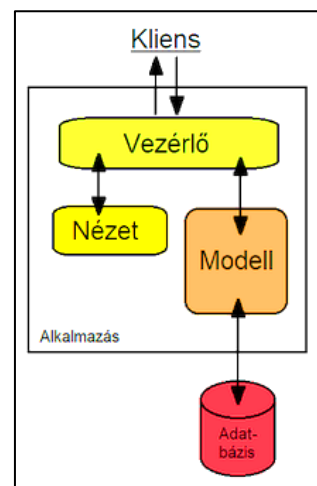 Kliens
Vezérlő
Nézet
Modell
Alkalmazás
Adat-
bázis